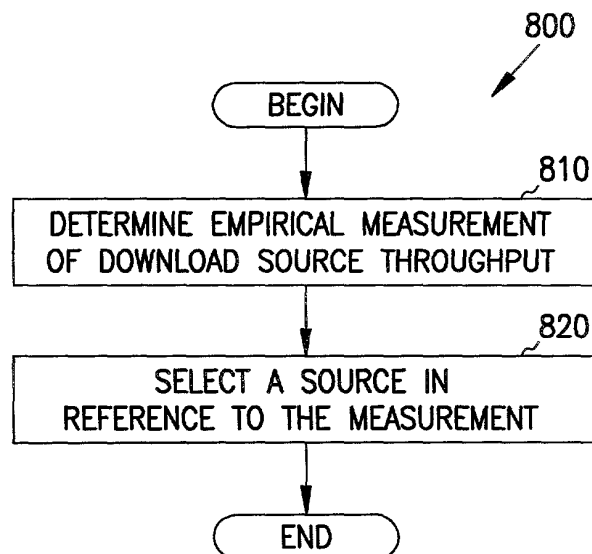 800
BEGIN
810
DETERMINE EMPIRICAL MEASUREMENT
OF DOWNLOAD SOURCE THROUGHPUT
820
SELECT A SOURCE IN
REFERENCE TO THE MEASUREMENT
END